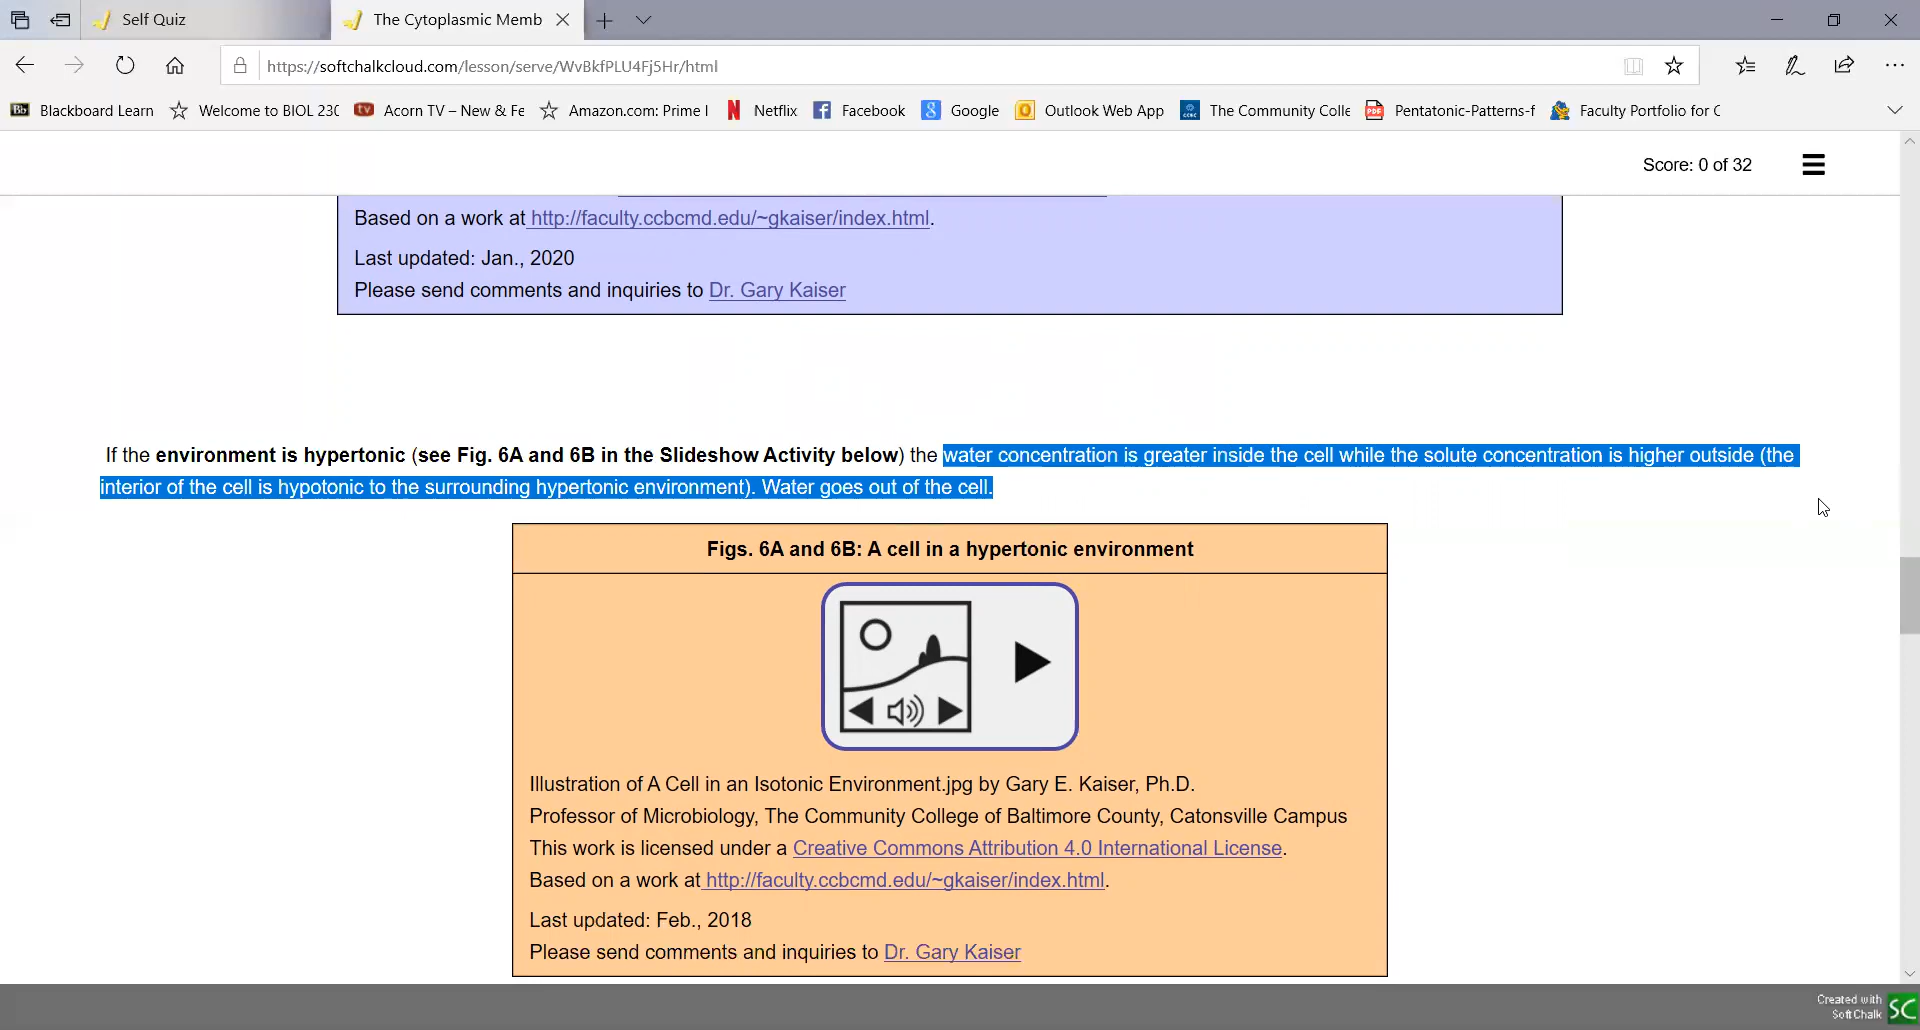 Self Quiz
The Cytoplasmic Memb
https://softchalkcloud.com/lesson/serve/WvBkfPLU4Fj5Hr/html
Bb Blackboard Learn Welcome to BIOL 230 tv Acorn TV – New & Fe Amazon.com: Prime I N Netflix Facebook Google Outlook Web App The Community Colle Pentatonic-Patterns-f Faculty Portfolio for C
Score: 0 of 32
Based on a work at http://faculty.ccbcmd.edu/~gkaiser/index.html.
Last updated: Jan., 2020
Please send comments and inquiries to Dr. Gary Kaiser
If the environment is hypertonic (see Fig. 6A and 6B in the Slideshow Activity below) the water concentration is greater inside the cell while the solute concentration is higher outside (the
interior of the cell is hypotonic to the surrounding hypertonic environment). Water goes out of the cell.
Figs. 6A and 6B: A cell in a hypertonic environment
Illustration of A Cell in an Isotonic Environment.jpg by Gary E. Kaiser, Ph.D.
Professor of Microbiology, The Community College of Baltimore County, Catonsville Campus
This work is licensed under a Creative Commons Attribution 4.0 International License.
Based on a work at http://faculty.ccbcmd.edu/~gkaiser/index.html.
Last updated: Feb., 2018
Please send comments and inquiries to Dr. Gary Kaiser
Created with
SoftChalk
SC